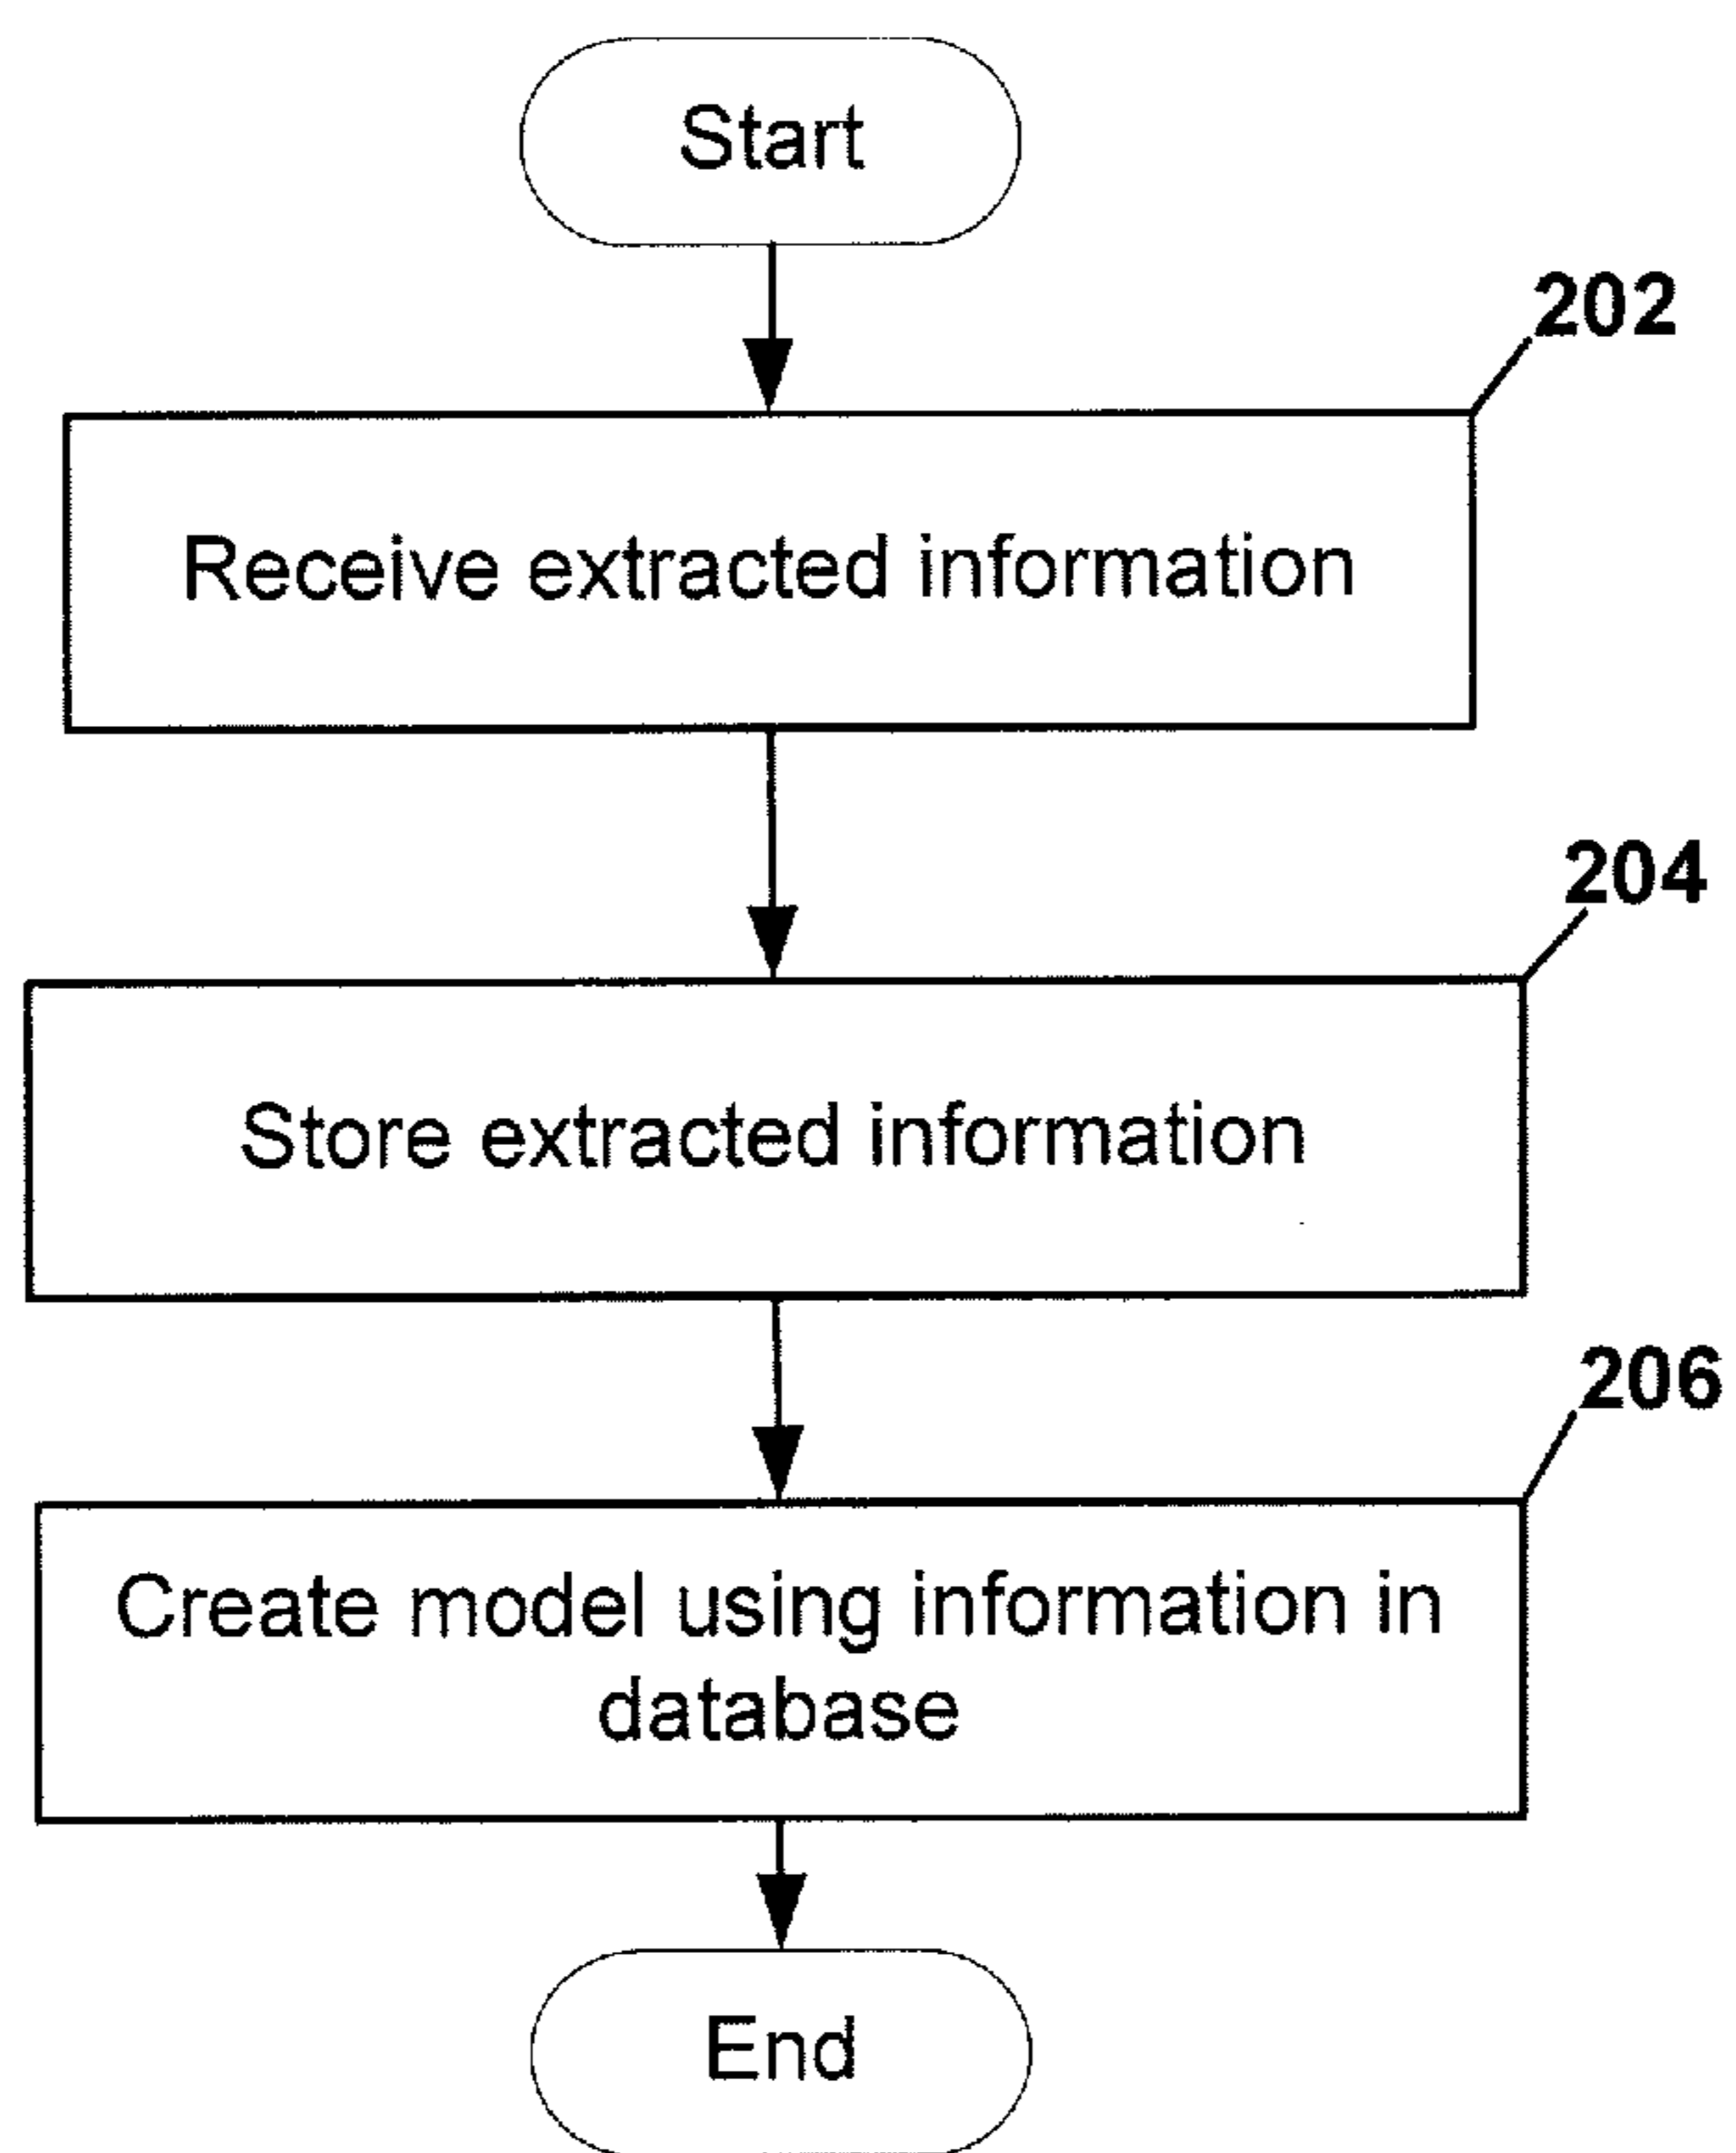 Start
202
Receive extracted information
204
Store extracted information
206
Create model using information in
database
End